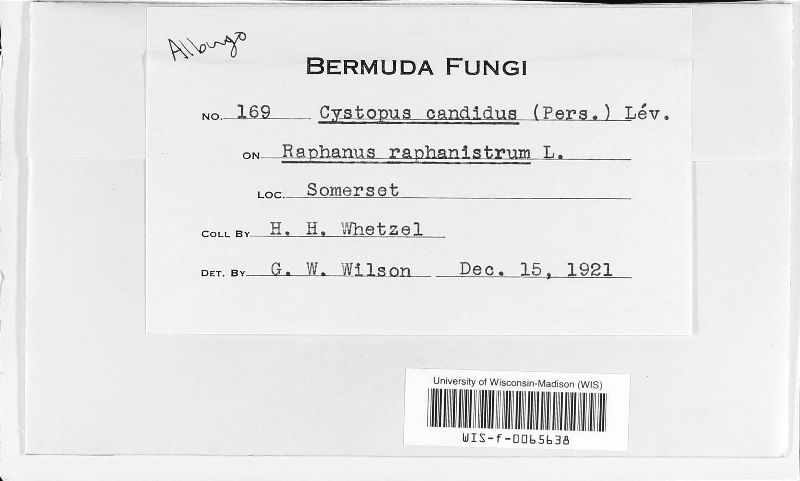 Albugo
BERMUDA FUNGI
NO. 169 Cystopus candidus (Pers.) Lév.
ON Raphanus raphanistrum L.
LOC. Somerset
COLL BY H. H. Whetzel
DET. BY G. W. Wilson Dec. 15, 1921
University of Wisconsin-Madison (WIS)
WIS-f-0065638